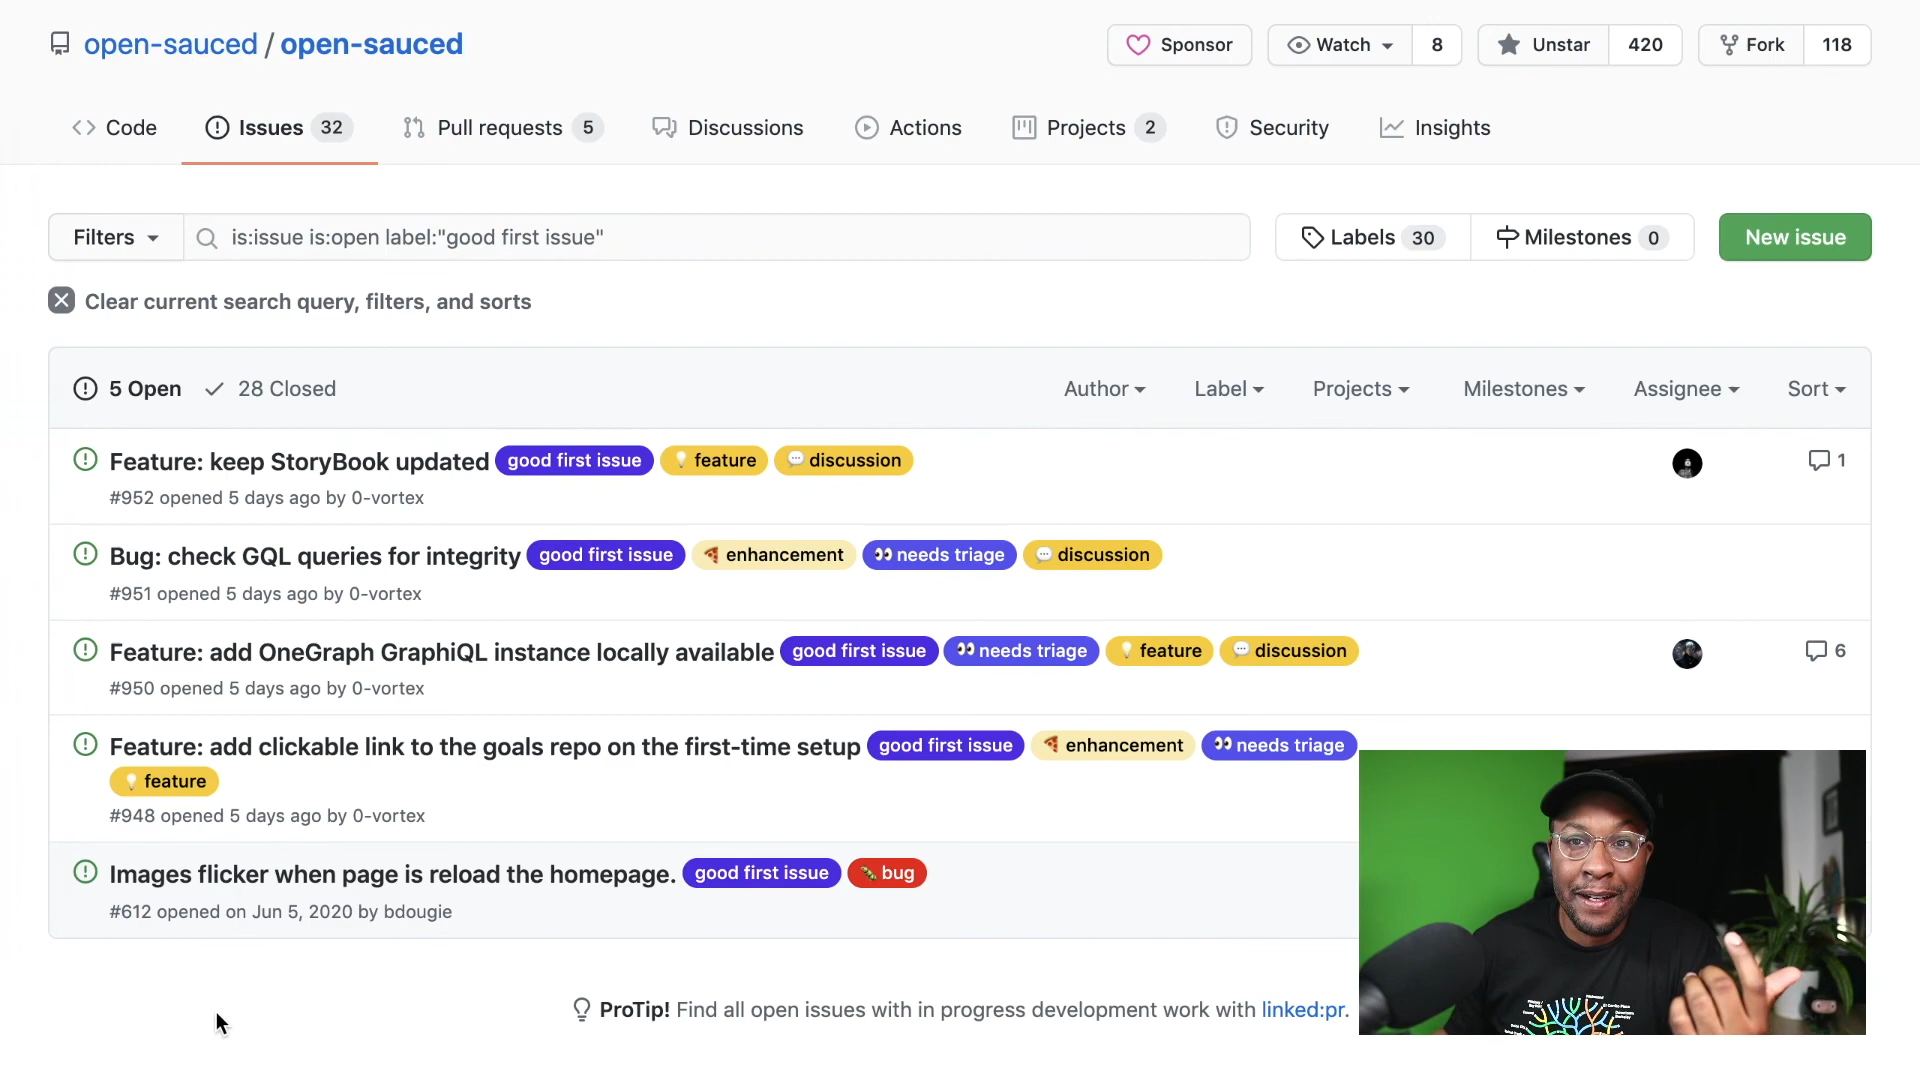 open-sauced / open-sauced
Sponsor
Watch 8
Unstar 420
Fork 118
Code
Issues 32
Pull requests 5
Discussions
Actions
Projects 2
Security
Insights
Filters
is:issue is:open label:"good first issue"
Labels 30
Milestones 0
New issue
Clear current search query, filters, and sorts
5 Open
28 Closed
Author
Label
Projects
Milestones
Assignee
Sort
Feature: keep StoryBook updated good first issue feature discussion
1
#952 opened 5 days ago by 0-vortex
Bug: check GQL queries for integrity good first issue enhancement needs triage discussion
#951 opened 5 days ago by 0-vortex
Feature: add OneGraph GraphiQL instance locally available good first issue needs triage feature discussion
6
#950 opened 5 days ago by 0-vortex
Feature: add clickable link to the goals repo on the first-time setup good first issue enhancement needs triage
feature
#948 opened 5 days ago by 0-vortex
Images flicker when page is reload the homepage. good first issue bug
#612 opened on Jun 5, 2020 by bdougie
ProTip! Find all open issues with in progress development work with linked:pr.